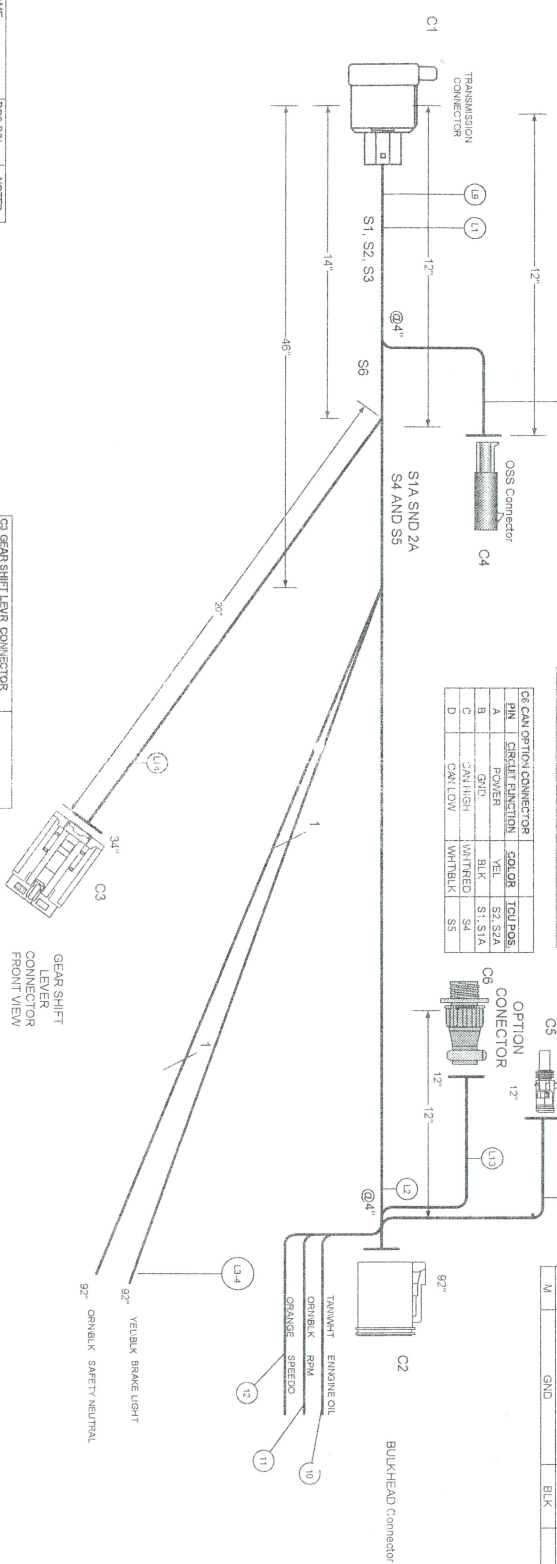 C1
TRANSMISSION
CONNECTOR
L9
L1
S1, S2, S3
12"
12"
14"
46"
@4"
S6
OSS Connector
C4
S1A SND 2A
S4 AND S5
20"
34"
C3
GEAR SHIFT
LEVER
CONNECTOR
FRONT VIEW
C3 GEAR SHIFT LEVR CONNECTOR
NOTES
C6 CAN OPTION CONNECTOR
PIN CIRCUIT FUNCTION COLOR TCU POS.
A POWER YEL S2, S2A
B GND BLK S1, S1A
C CAN HIGH WHT\RED S4
D CAN LOW WHT\BLK S5
C6
OPTION
CONECTOR
12"
12"
C5
12"
L13
L2
@4"
1
1
L3-4
92" YEL\BLK BRAKE LIGHT
92" ORN\BLK SAFETY NEUTRAL
92"
C2
BULKHEAD Connector
TAN\WHT ENNGINE OIL
ORN\BLK RPM
ORANGE SPEEDO
12
11
10
M GND BLK